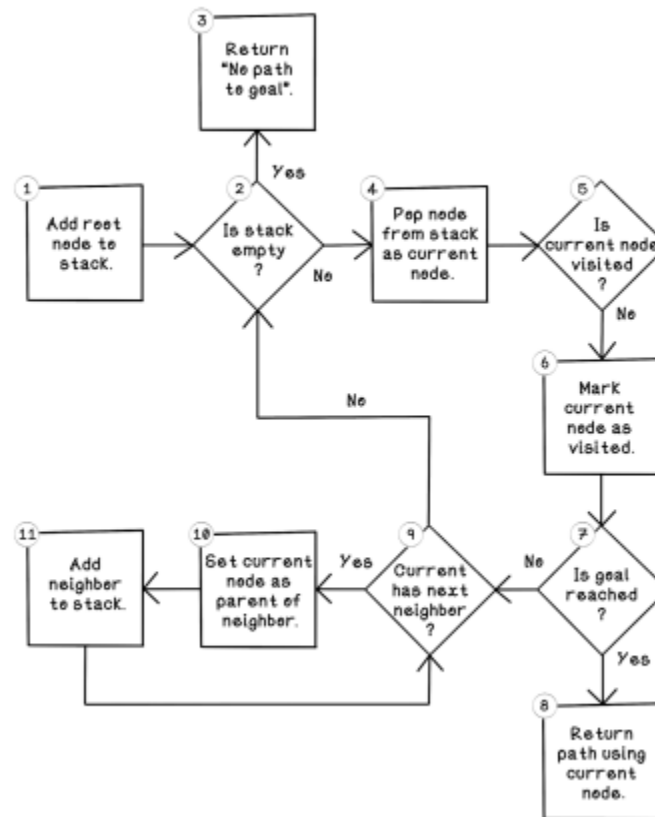 3
Return
"No path
to goal".
Yes
1
Add root
node to
stack.
2
Is stack
empty
?
No
4
Pop node
from stack
as current
node.
5
Is
current node
visited
?
No
6
Mark
current
node as
visited.
7
Is goal
reached
?
No
Yes
8
Return
path using
current
node.
9
Current
has next
neighbor
?
No
Yes
10
Set current
node as
parent of
neighbor.
11
Add
neighbor
to stack.